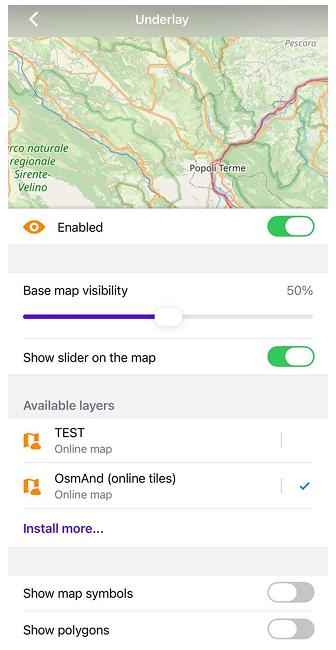 Underlay
Pescara
rco naturale
regionale
Sirente-
Velino
Popoli Terme
Enabled
Base map visibility 50%
Show slider on the map
Available layers
TEST
Online map
OsmAnd (online tiles)
Online map
Install more...
Show map symbols
Show polygons